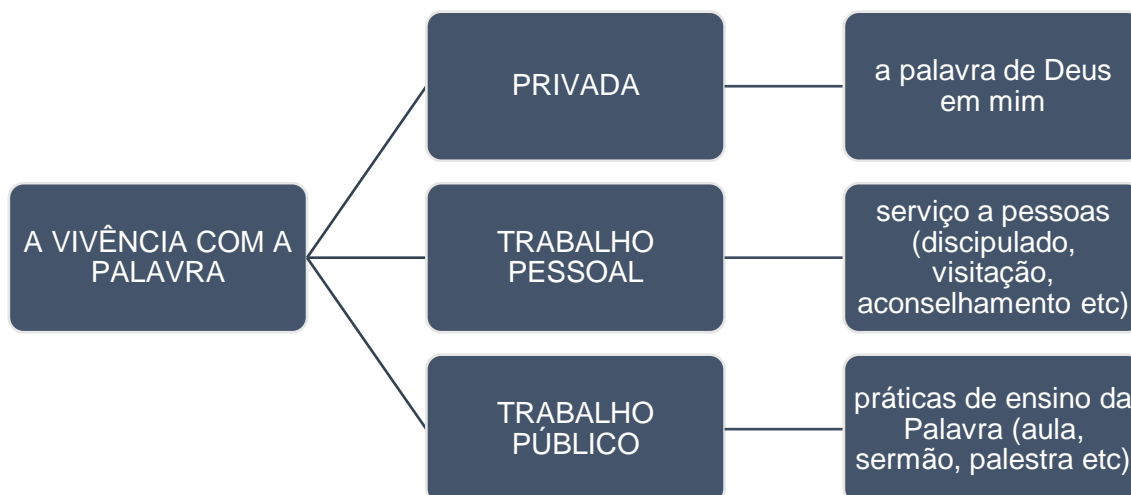 A VIVÊNCIA COM A
PALAVRA
PRIVADA
a palavra de Deus
em mim
TRABALHO
PESSOAL
serviço a pessoas
(discipulado,
visitação,
aconselhamento etc)
TRABALHO
PÚBLICO
práticas de ensino da
Palavra (aula,
sermão, palestra etc)